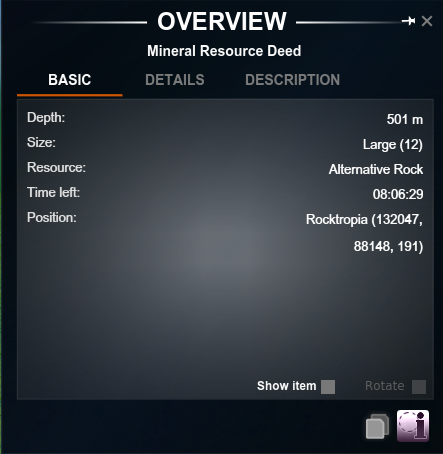 OVERVIEW
Mineral Resource Deed
BASIC DETAILS DESCRIPTION
Depth: 501 m
Size: Large (12)
Resource: Alternative Rock
Time left: 08:06:29
Position: Rocktropia (132047,
88148, 191)
Show item Rotate